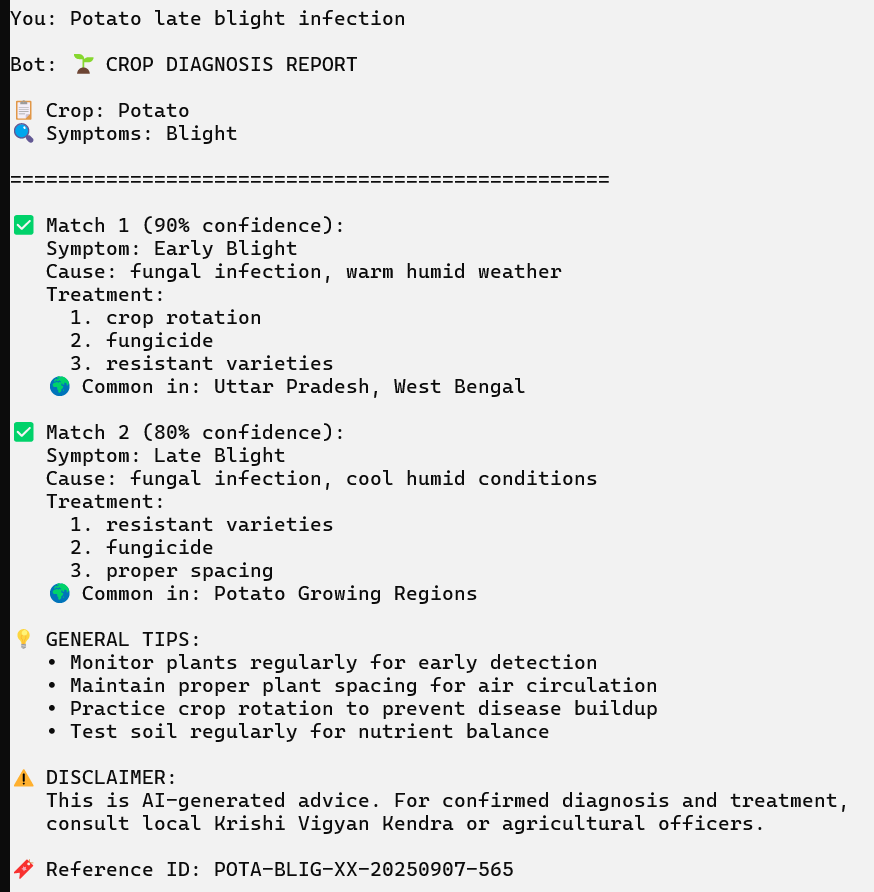 You: Potato late blight infection
Bot: 🌱 CROP DIAGNOSIS REPORT
📋 Crop: Potato
🔍 Symptoms: Blight
==================================================
✅ Match 1 (90% confidence):
Symptom: Early Blight
Cause: fungal infection, warm humid weather
Treatment:
1. crop rotation
2. fungicide
3. resistant varieties
🌍 Common in: Uttar Pradesh, West Bengal
✅ Match 2 (80% confidence):
Symptom: Late Blight
Cause: fungal infection, cool humid conditions
Treatment:
1. resistant varieties
2. fungicide
3. proper spacing
🌍 Common in: Potato Growing Regions
💡 GENERAL TIPS:
• Monitor plants regularly for early detection
• Maintain proper plant spacing for air circulation
• Practice crop rotation to prevent disease buildup
• Test soil regularly for nutrient balance
⚠️ DISCLAIMER:
This is AI-generated advice. For confirmed diagnosis and treatment,
consult local Krishi Vigyan Kendra or agricultural officers.
🔖 Reference ID: POTA-BLIG-XX-20250907-565